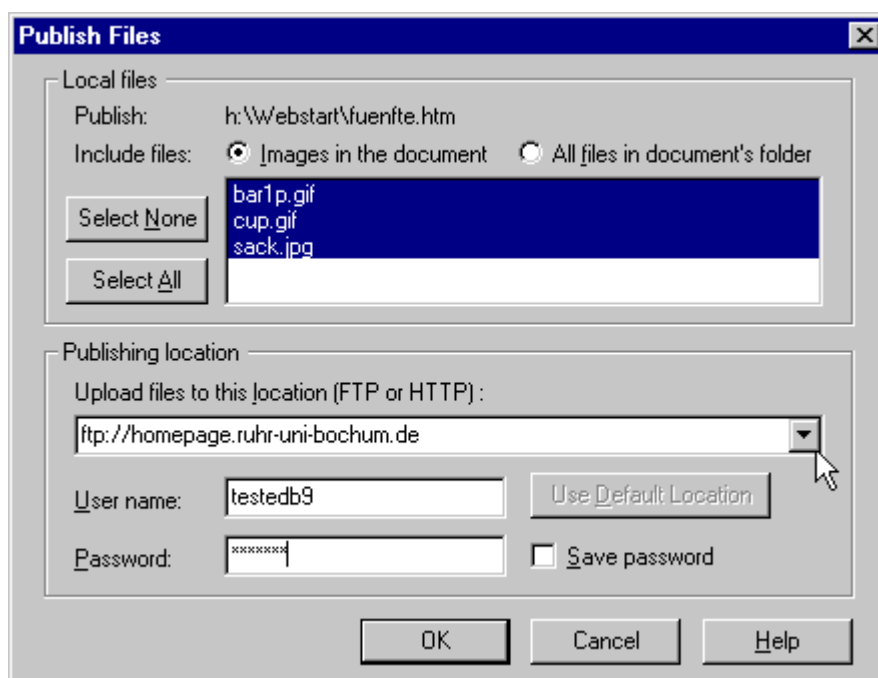 Publish Files
Local files
Publish: h:\Webstart\fuenfte.htm
Include files: Images in the document All files in document's folder
bar1p.gif
Select None cup.gif
sack.jpg
Select All
Publishing location
Upload files to this location (FTP or HTTP) :
ftp://homepage.ruhr-uni-bochum.de
User name: testedb9 Use Default Location
Password: ******* Save password
OK Cancel Help